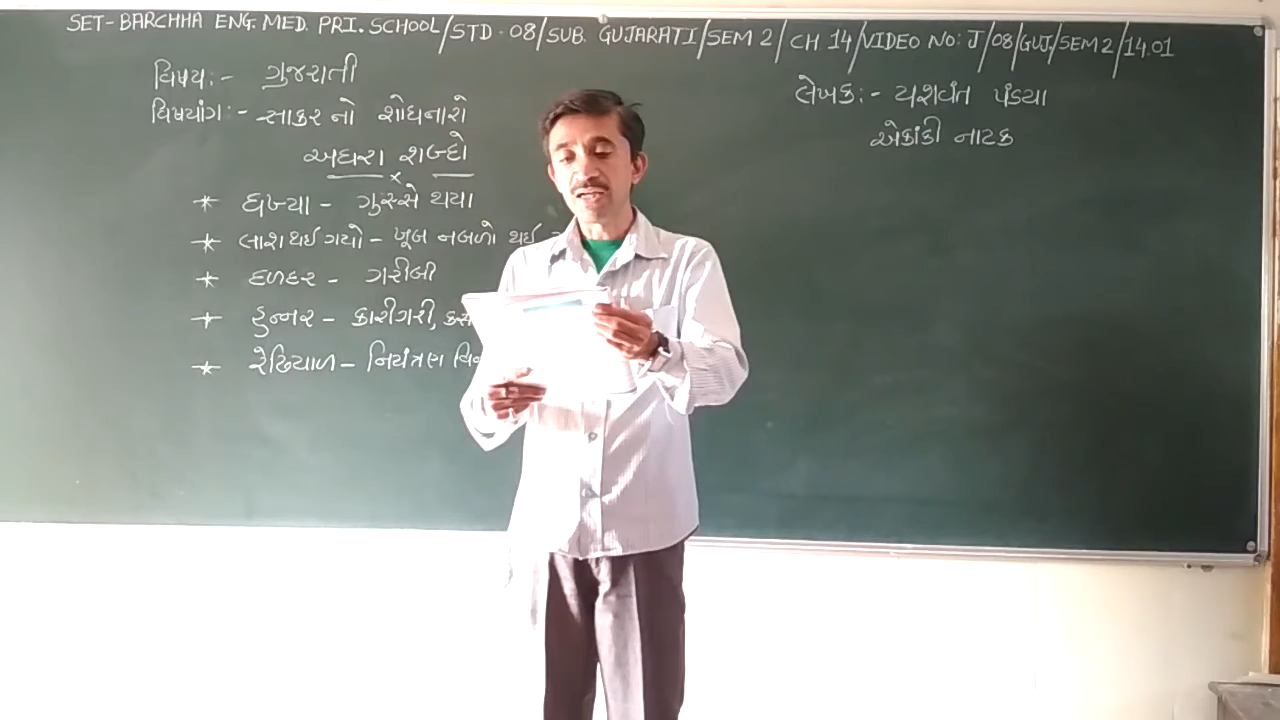 SET-BARCHHA ENG. MED. PRI. SCHOOL/STD-08/SUB. GUJARATI/SEM 2/CH 14/VIDEO NO: J/08/GUJ/SEM2/14.01
વિષય:- ગુજરાતી
વિષયાંગ:- સાકર નો શોધનારો
અઘરા શબ્દો
* ધખ્યા - ગુસ્સે થયા
* લાશ થઈ ગયો - ખૂબ નબળો થઈ
* દળદર - ગરીબી
* હુન્નર - કારીગરી,
* રેઢિયાળ - નિયંત્રણ
લેખક:- યશવંત પંડ્યા
એકાંકી નાટક